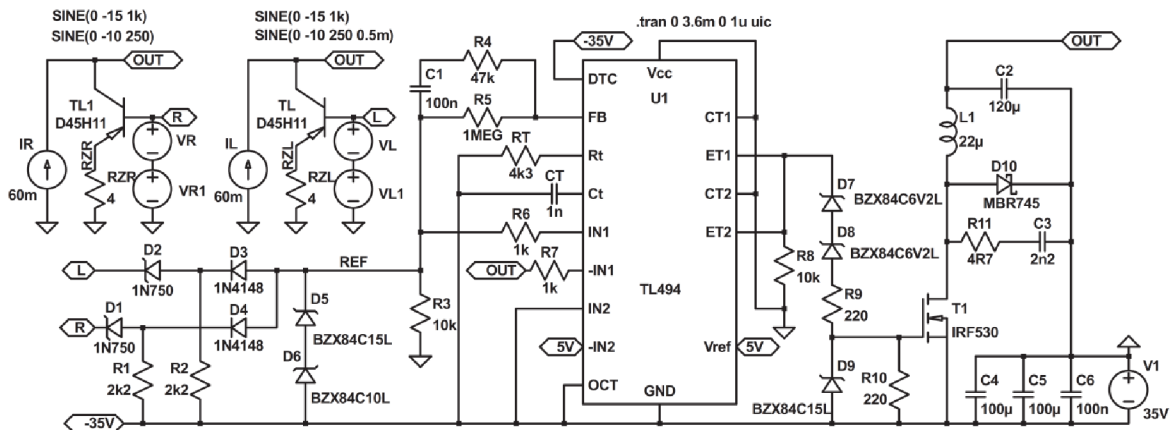 SINE(0 -15 1k)
SINE(0 -10 250)
OUT
TL1
D45H11
R
VR
IR
60m
RZR
RZR
4
VR1
SINE(0 -15 1k)
SINE(0 -10 250 0.5m)
OUT
TL
D45H11
L
VL
IL
60m
RZL
RZL
4
VL1
L
D2
1N750
D3
1N4148
REF
R
D1
1N750
D4
1N4148
R1
2k2
R2
2k2
D5
BZX84C15L
D6
BZX84C10L
-35V
R4
47k
C1
100n
R5
1MEG
RT
4k3
CT
1n
R6
1k
OUT
R7
1k
R3
10k
5V
.tran 0 3.6m 0 1u uic
-35V
Vcc
U1
DTC
FB
Rt
Ct
IN1
-IN1
IN2
-IN2
OCT
CT1
ET1
CT2
ET2
TL494
Vref
GND
5V
D7
BZX84C6V2L
D8
BZX84C6V2L
R8
10k
R9
220
D9
BZX84C15L
R10
220
T1
IRF530
OUT
C2
120µ
L1
22µ
D10
MBR745
R11
4R7
C3
2n2
C4
100µ
C5
100µ
C6
100n
V1
35V